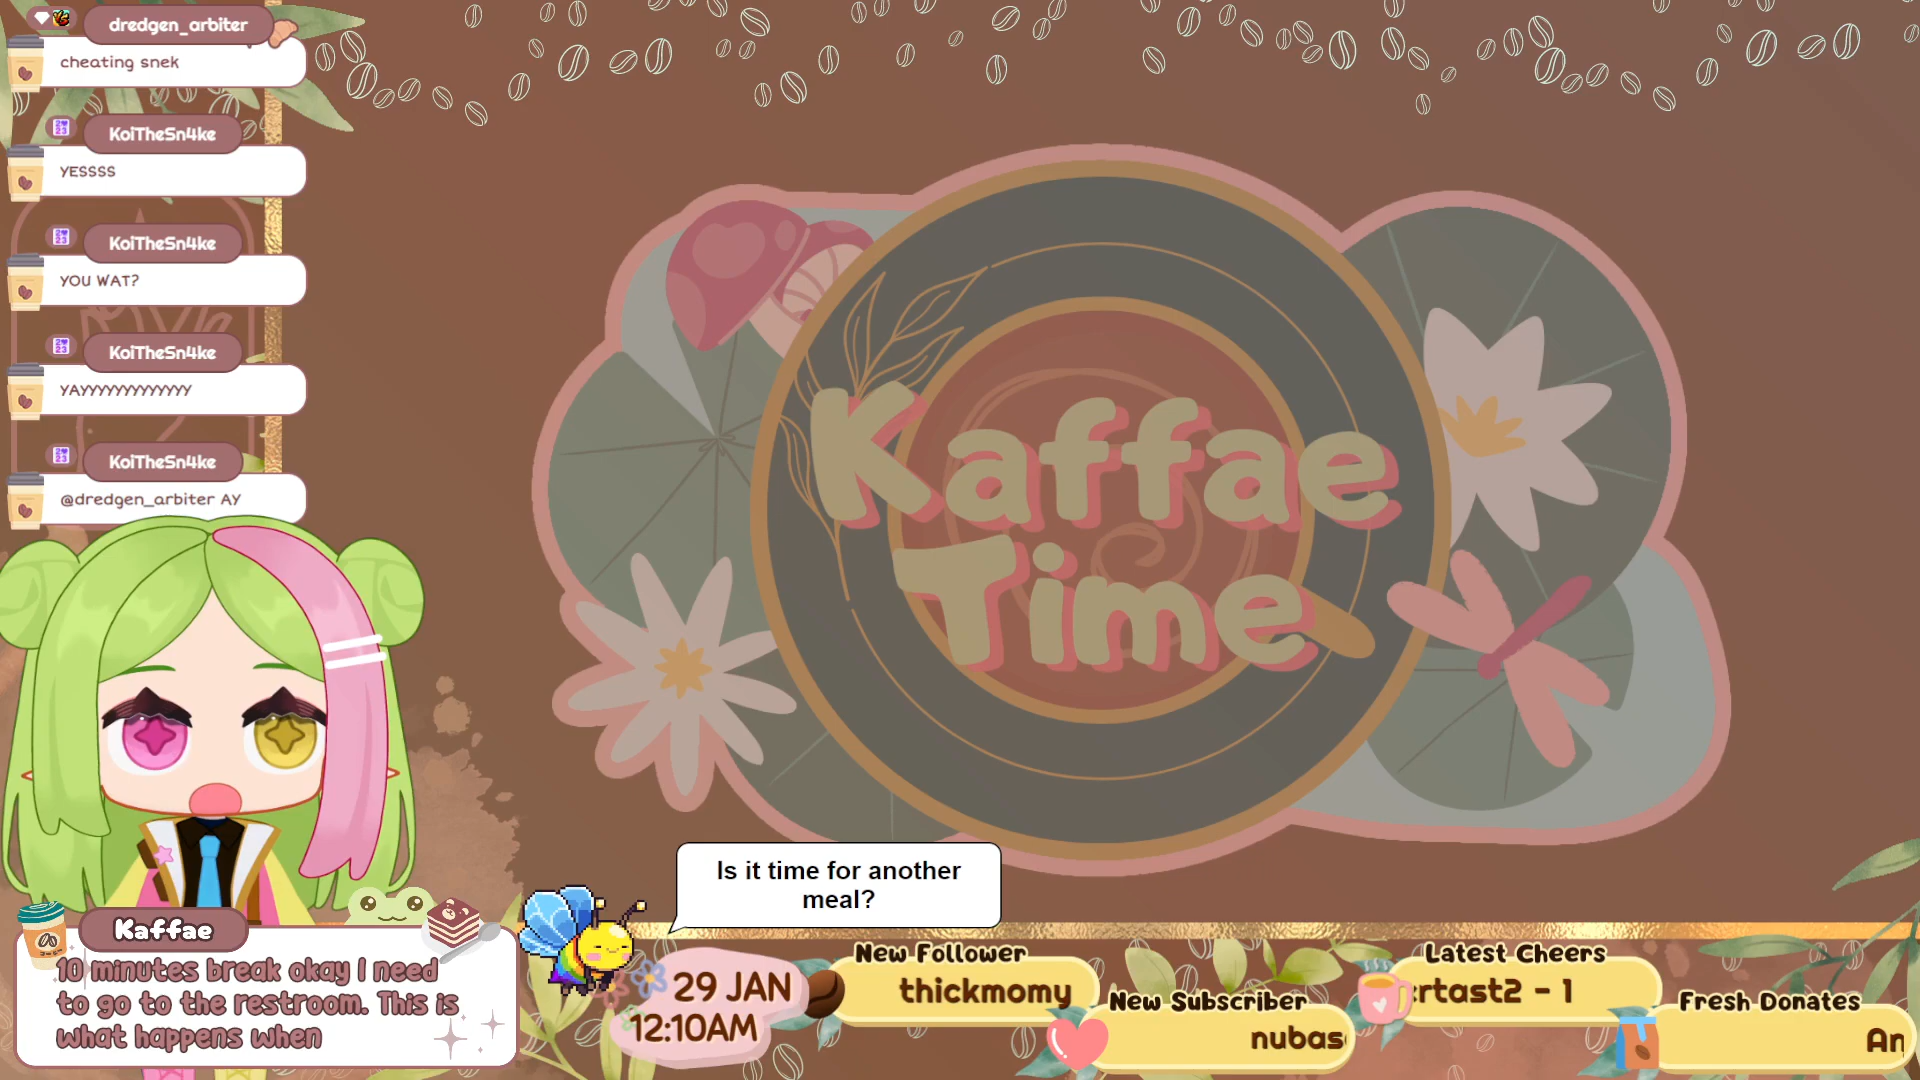 dredgen_arbiter
cheating snek
KoiTheSn4ke
YESSSS
KoiTheSn4ke
YOU WAT?
KoiTheSn4ke
YAYYYYYYYYYYYYY
KoiTheSn4ke
@dredgen_arbiter AY
Kaffae
Time
Is it time for another
meal?
Kaffae
10 minutes break okay I need
to go to the restroom. This is
what happens when
29 JAN
12:10AM
New Follower
thickmomy
New Subscriber
nubas
Latest Cheers
rtast2 - 1
Fresh Donates
An